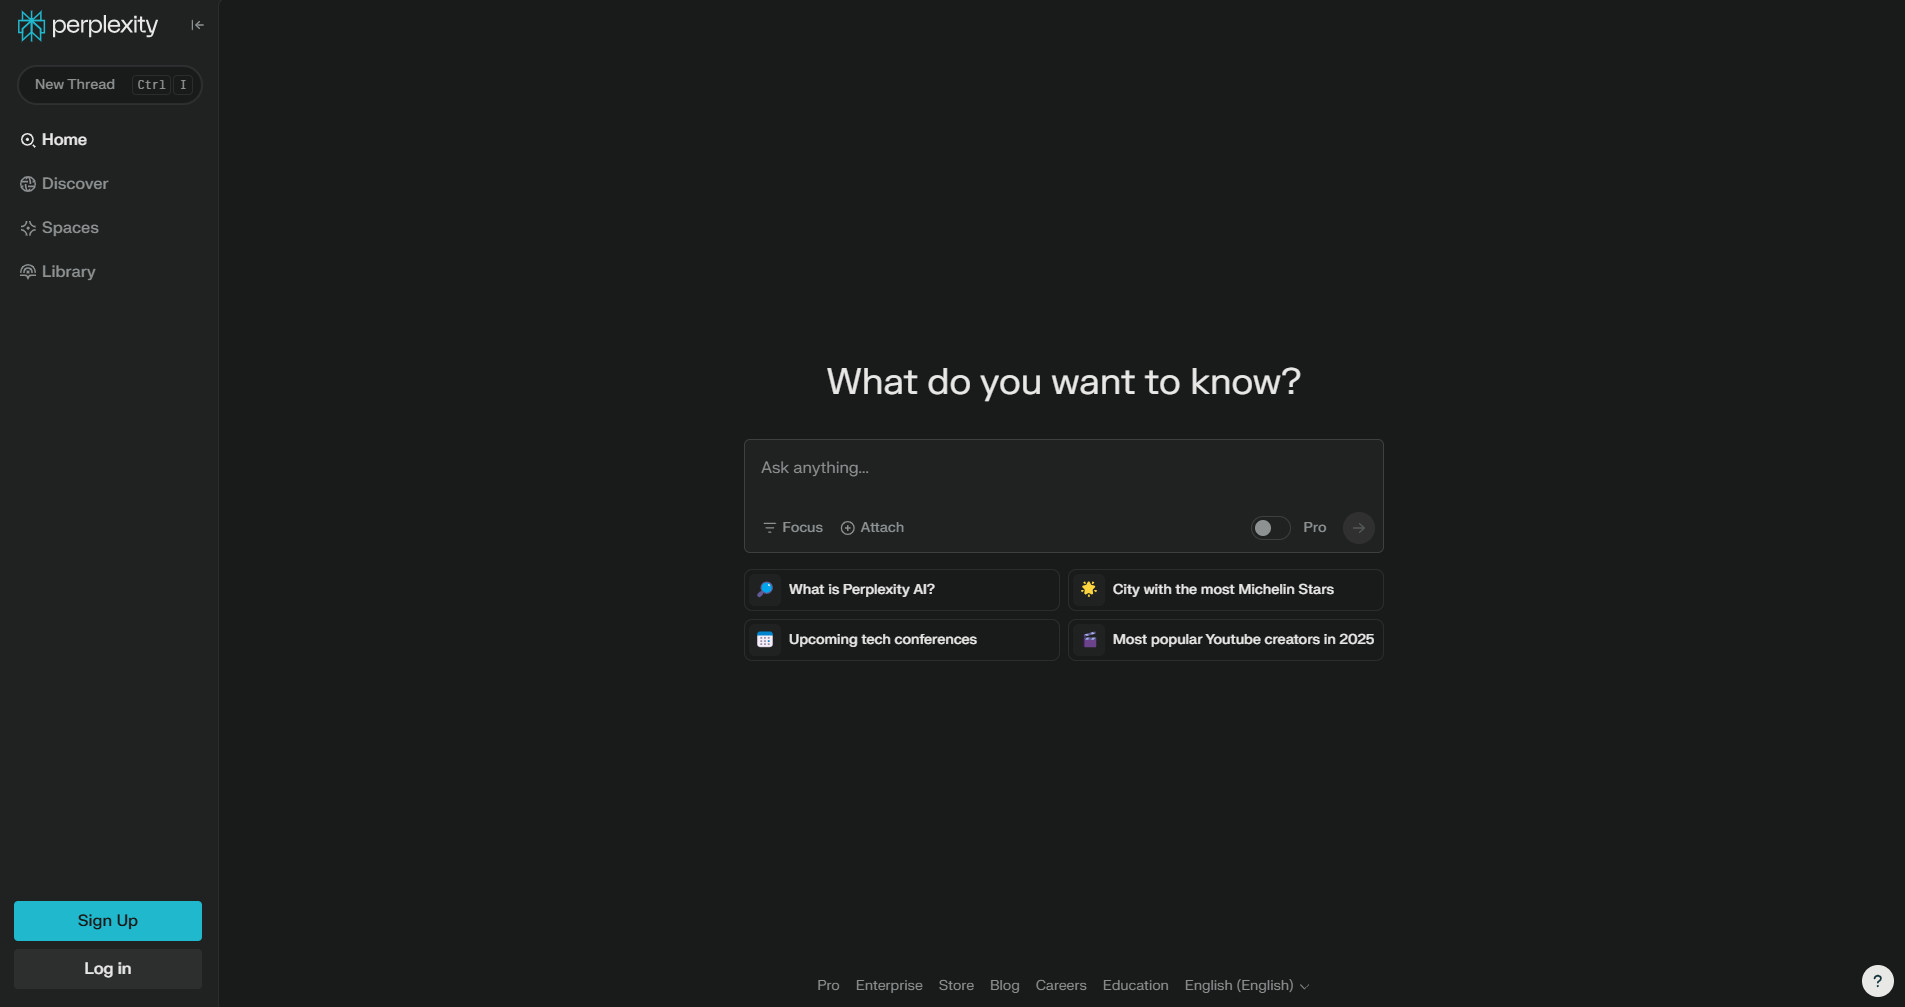 perplexity
New Thread Ctrl I
Home
Discover
Spaces
Library
Sign Up
Log in
What do you want to know?
Ask anything...
Focus Attach Pro
What is Perplexity AI?
City with the most Michelin Stars
Upcoming tech conferences
Most popular Youtube creators in 2025
Pro Enterprise Store Blog Careers Education English (English)
?